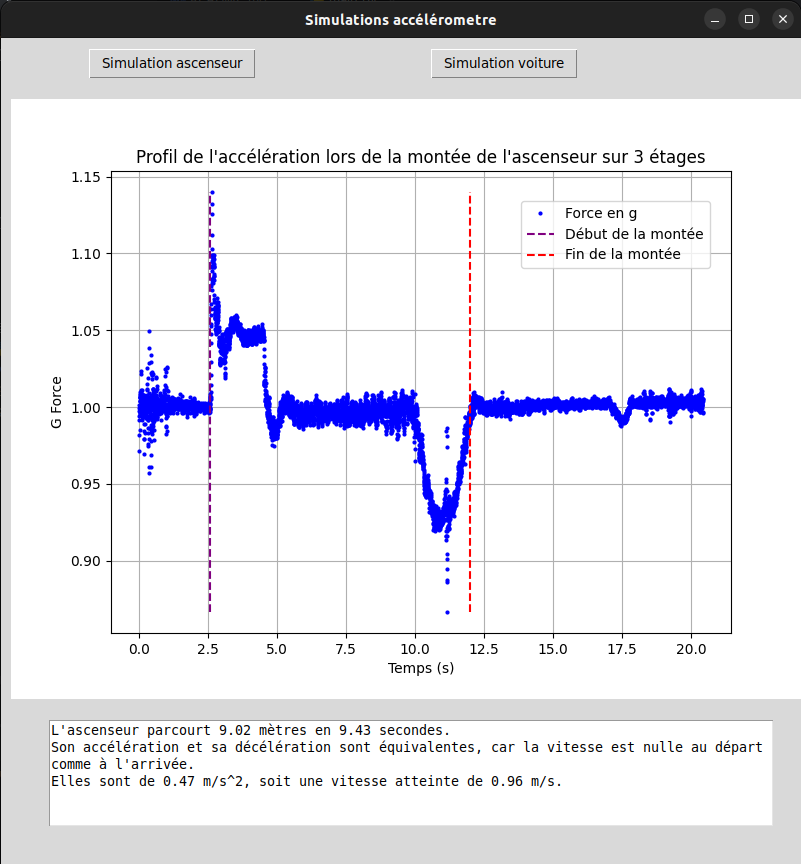 Simulations accélérometre
Simulation ascenseur
Simulation voiture
Profil de l'accélération lors de la montée de l'ascenseur sur 3 étages
1.15
1.10
1.05
1.00
0.95
0.90
G Force
Force en g
Début de la montée
Fin de la montée
0.0 2.5 5.0 7.5 10.0 12.5 15.0 17.5 20.0
Temps (s)
L'ascenseur parcourt 9.02 mètres en 9.43 secondes.
Son accélération et sa décélération sont équivalentes, car la vitesse est nulle au départ
comme à l'arrivée.
Elles sont de 0.47 m/s^2, soit une vitesse atteinte de 0.96 m/s.